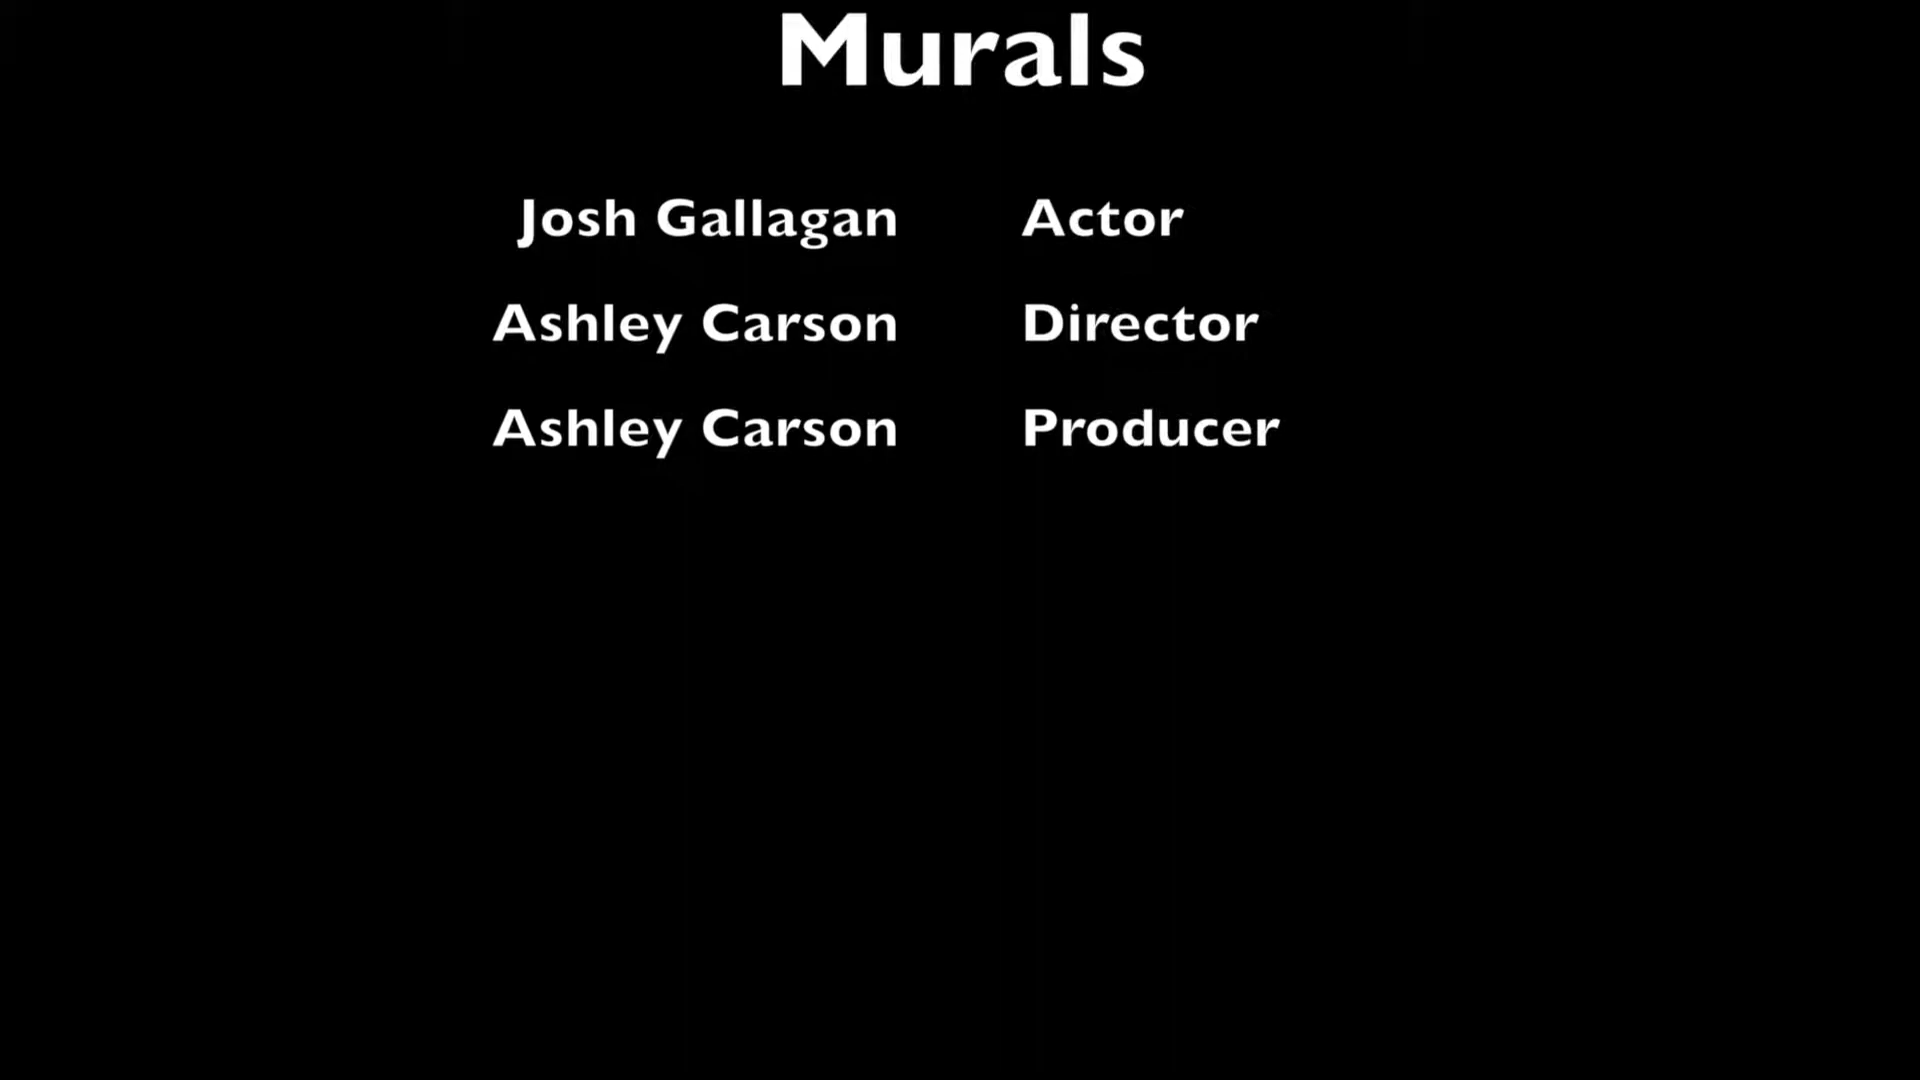 Murals
Josh Gallagan Actor
Ashley Carson Director
Ashley Carson Producer